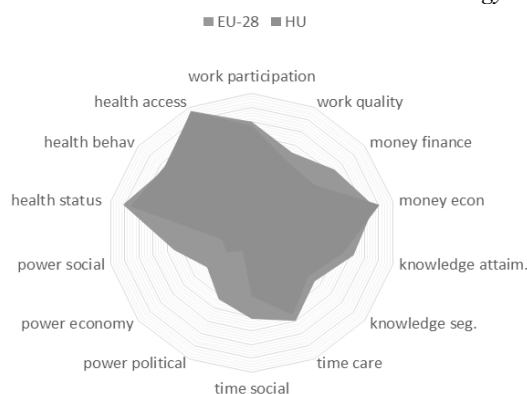 gy
EU-28 HU
work participation
work quality
money finance
money econ
knowledge attaim.
knowledge seg.
time care
time social
power political
power economy
power social
health status
health behav
health access